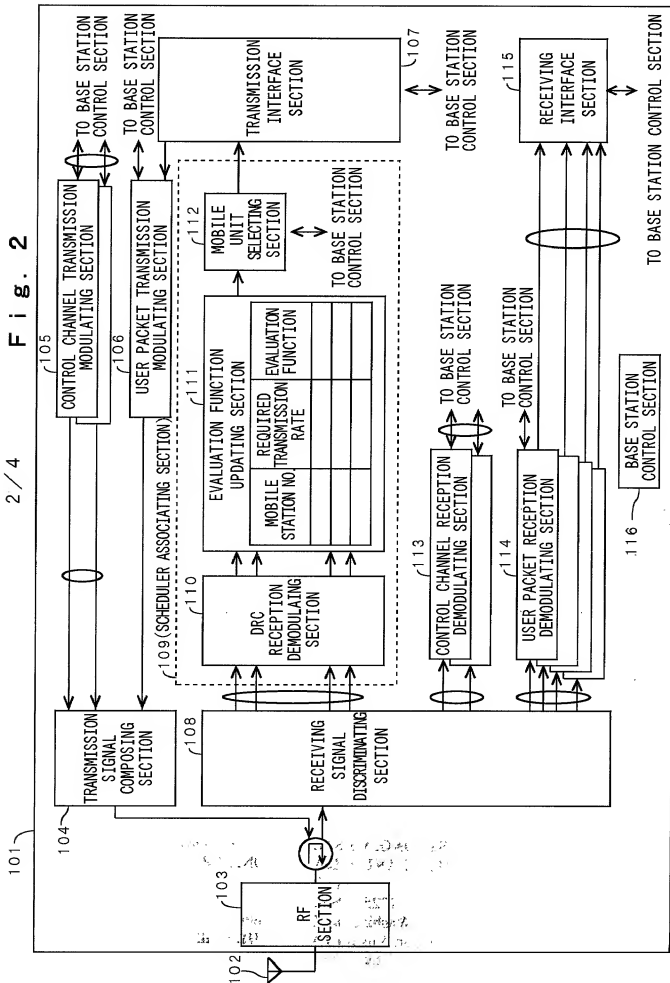 2/4
Fig. 2
101
102
103
RF
SECTION
104
TRANSMISSION
SIGNAL
COMPOSING
SECTION
105
CONTROL CHANNEL TRANSMISSION
MODULATING SECTION
TO BASE STATION
CONTROL SECTION
106
USER PACKET TRANSMISSION
MODULATING SECTION
TO BASE STATION
CONTROL SECTION
107
TRANSMISSION
INTERFACE
SECTION
TO BASE STATION
CONTROL SECTION
108
RECEIVING
SIGNAL
DISCRIMINATING
SECTION
109 (SCHEDULER ASSOCIATING SECTION)
110
DRC
RECEPTION
DEMODULAING
SECTION
111
EVALUATION FUNCTION
UPDATING SECTION
MOBILE
STATION NO.
REQUIRED
TRANSMISSION
RATE
EVALUATION
FUNCTION
112
MOBILE
UNIT
SELECTING
SECTION
TO BASE STATION
CONTROL SECTION
113
CONTROL CHANNEL RECEPTION
DEMODULATING SECTION
TO BASE STATION
CONTROL SECTION
114
USER PACKET RECEPTION
DEMODULATING SECTION
TO BASE STATION
CONTROL SECTION
115
RECEIVING
INTERFACE
SECTION
TO BASE STATION CONTROL SECTION
TO BASE STATION CONTROL SECTION
116
BASE STATION
CONTROL SECTION